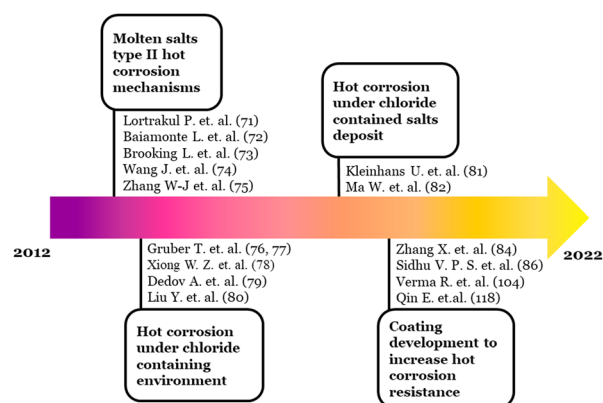 Molten salts
type II hot
corrosion
mechanisms
Lortrakul P. et. al. (71)
Baiamonte L. et. al. (72)
Brooking L. et. al. (73)
Wang J. et. al. (74)
Zhang W-J et. al. (75)
Hot corrosion
under chloride
contained salts
deposit
Kleinhans U. et. al. (81)
Ma W. et. al. (82)
2012
2022
Gruber T. et. al. (76, 77)
Xiong W. Z. et. al. (78)
Dedov A. et. al. (79)
Liu Y. et. al. (80)
Hot corrosion
under chloride
containing
environment
Zhang X. et. al. (84)
Sidhu V. P. S. et. al. (86)
Verma R. et. al. (104)
Qin E. et.al. (118)
Coating
development to
increase hot
corrosion
resistance